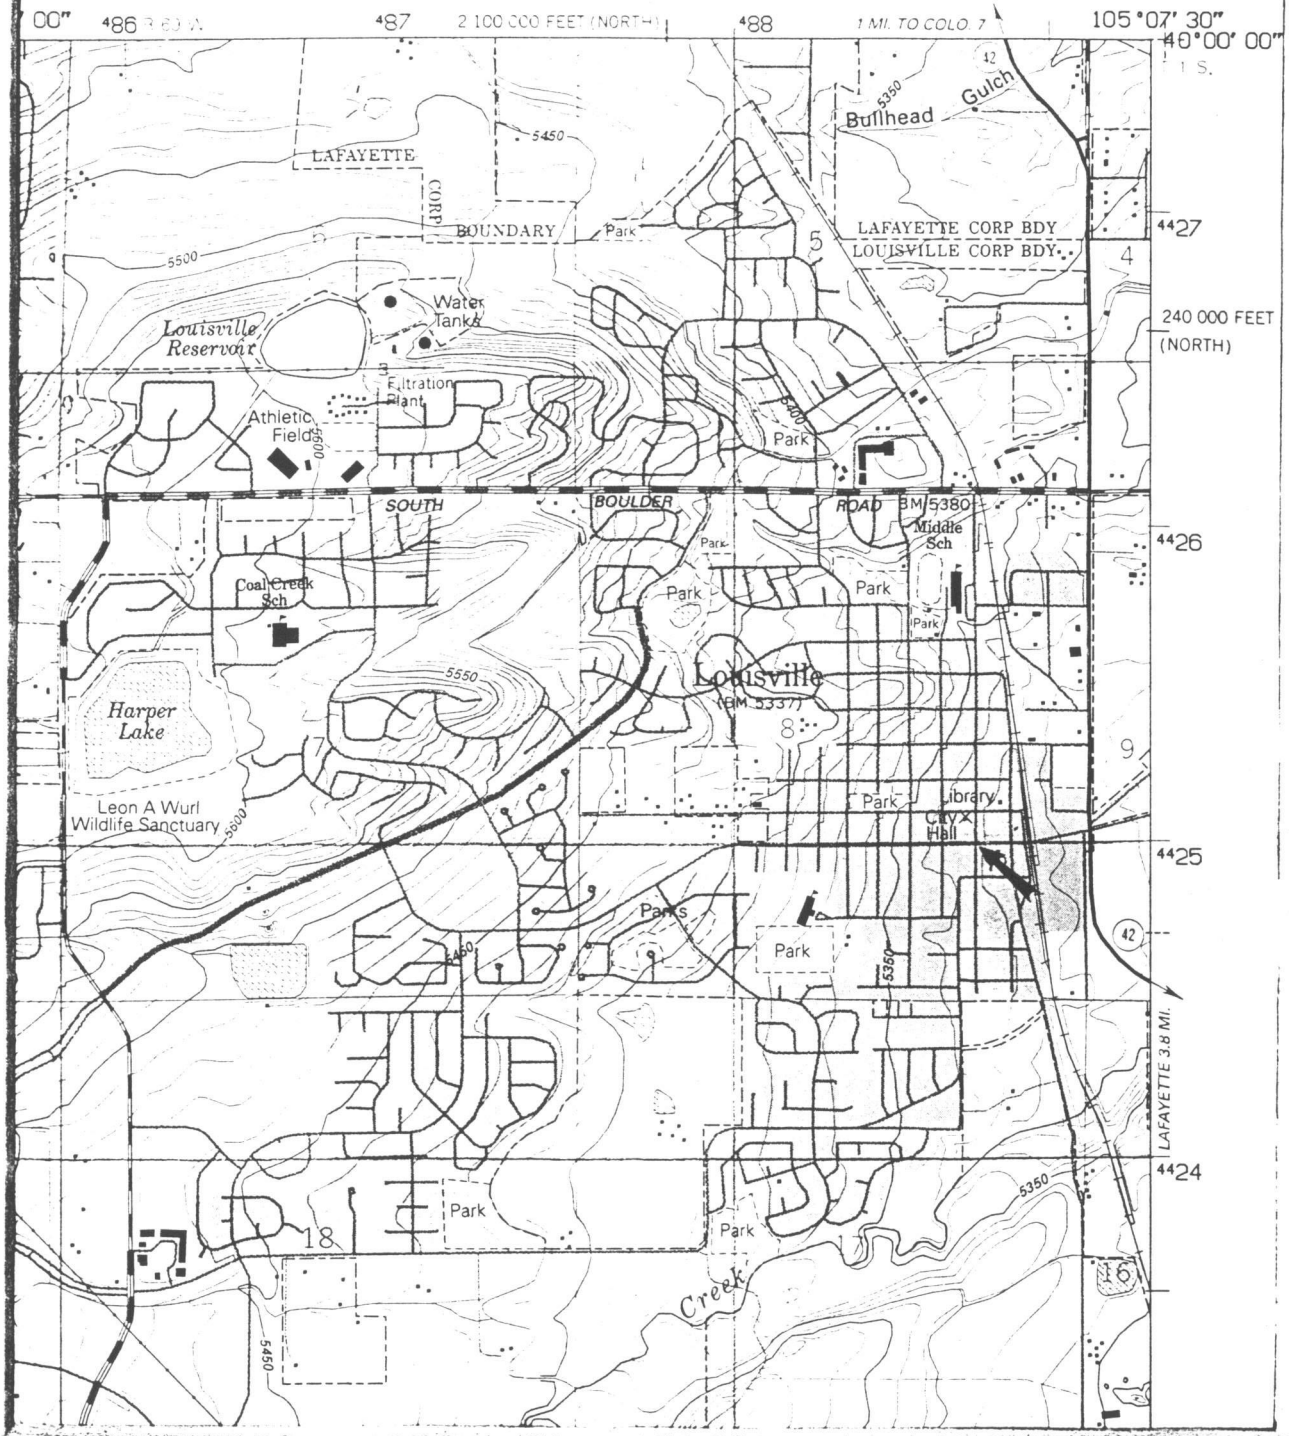 00"
486
487
2 100 000 FEET (NORTH)
488
1 MI. TO COLO. 7
105°07'30"
40°00'00"
1 S.
42
5350
Bullhead
Gulch
5450
LAFAYETTE
CORP
BOUNDARY
Park
5
LAFAYETTE CORP BDY
LOUISVILLE CORP BDY
4427
4
5500
Water
Tanks
240 000 FEET
(NORTH)
Louisville
Reservoir
Filtration
Plant
Athletic
Field
5600
5400
Park
SOUTH
BOULDER
ROAD
BM 5380
Middle
Sch
4426
Park
Coal Creek
Sch
Park
Park
Park
5550
Louisville
(BM 5337)
Harper
Lake
8
9
Leon A Wurl
Wildlife Sanctuary
5600
Park
Library
City
Hall
4425
Parks
42
5450
Park
5350
LAFAYETTE 3.8 MI.
4424
5350
Park
Park
18
Creek
16
5450